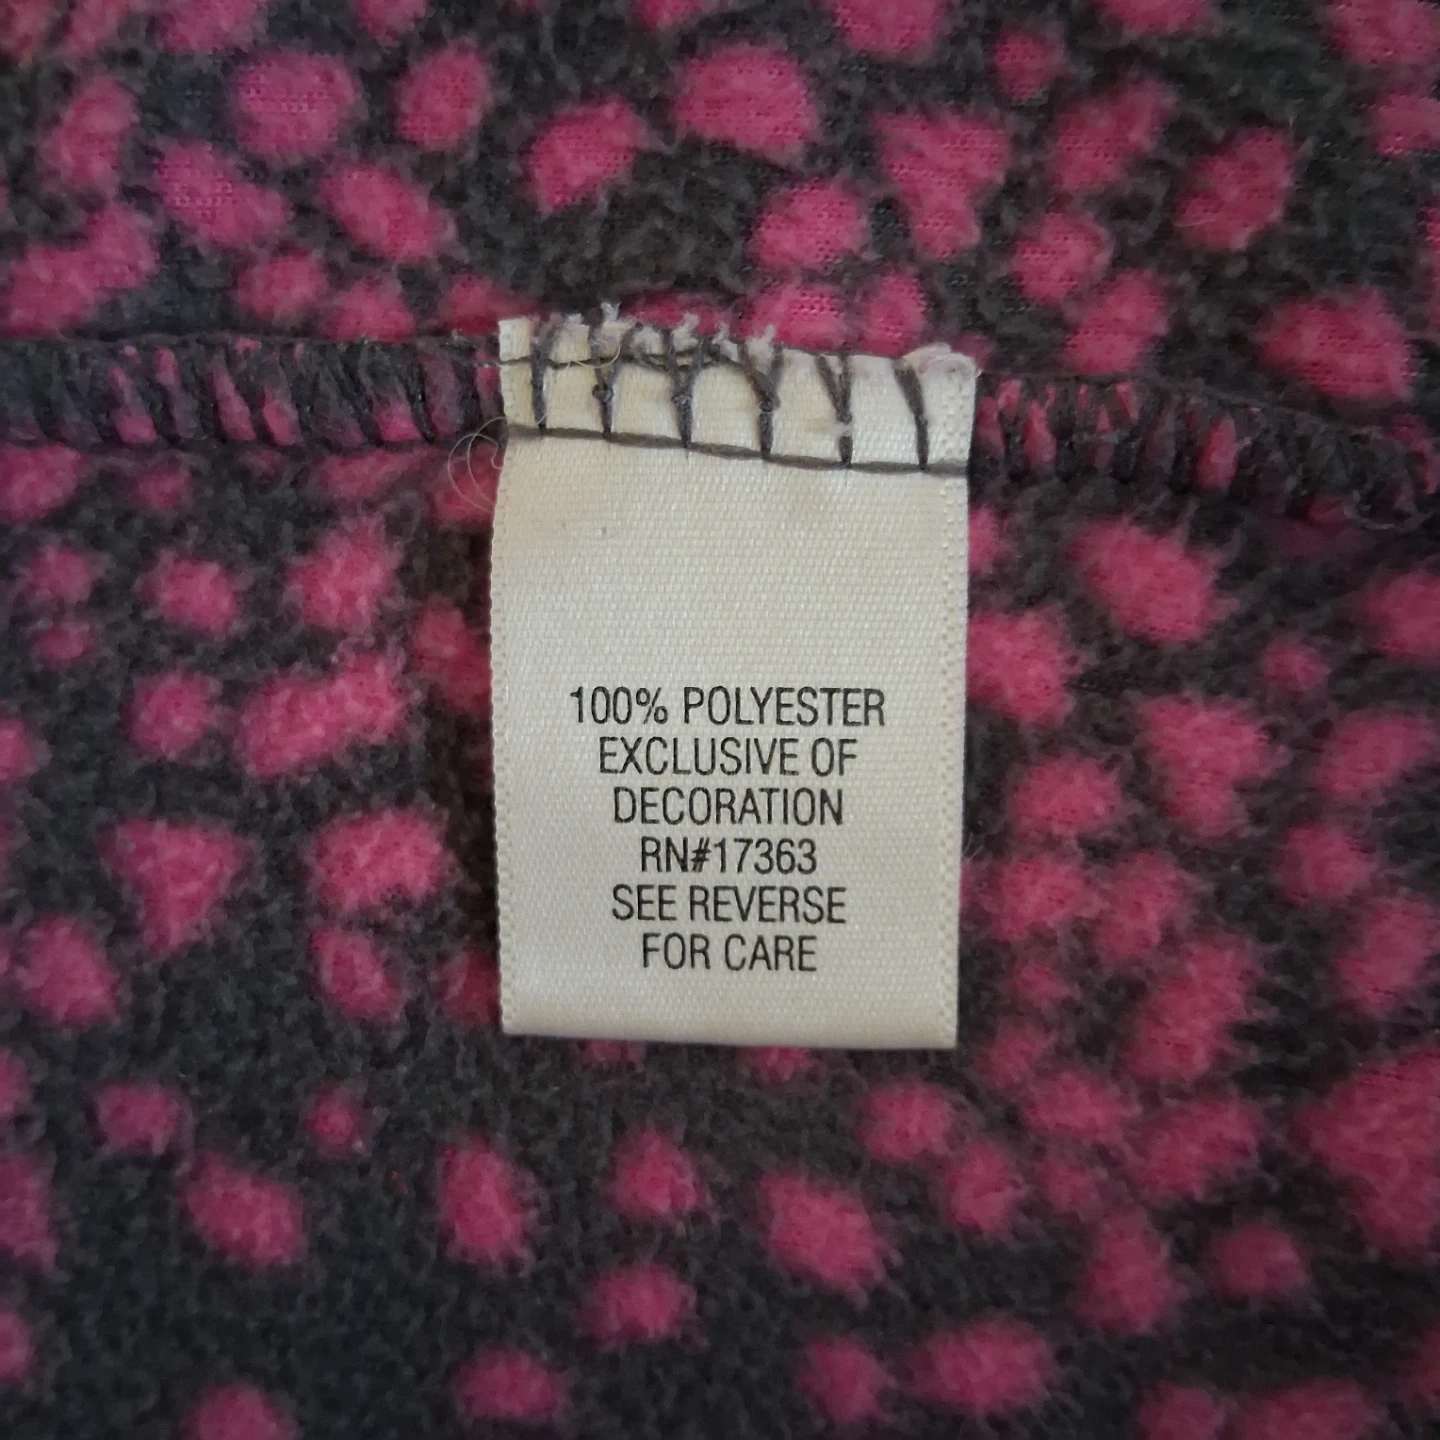 100% POLYESTER
EXCLUSIVE OF
DECORATION
RN#17363
SEE REVERSE
FOR CARE